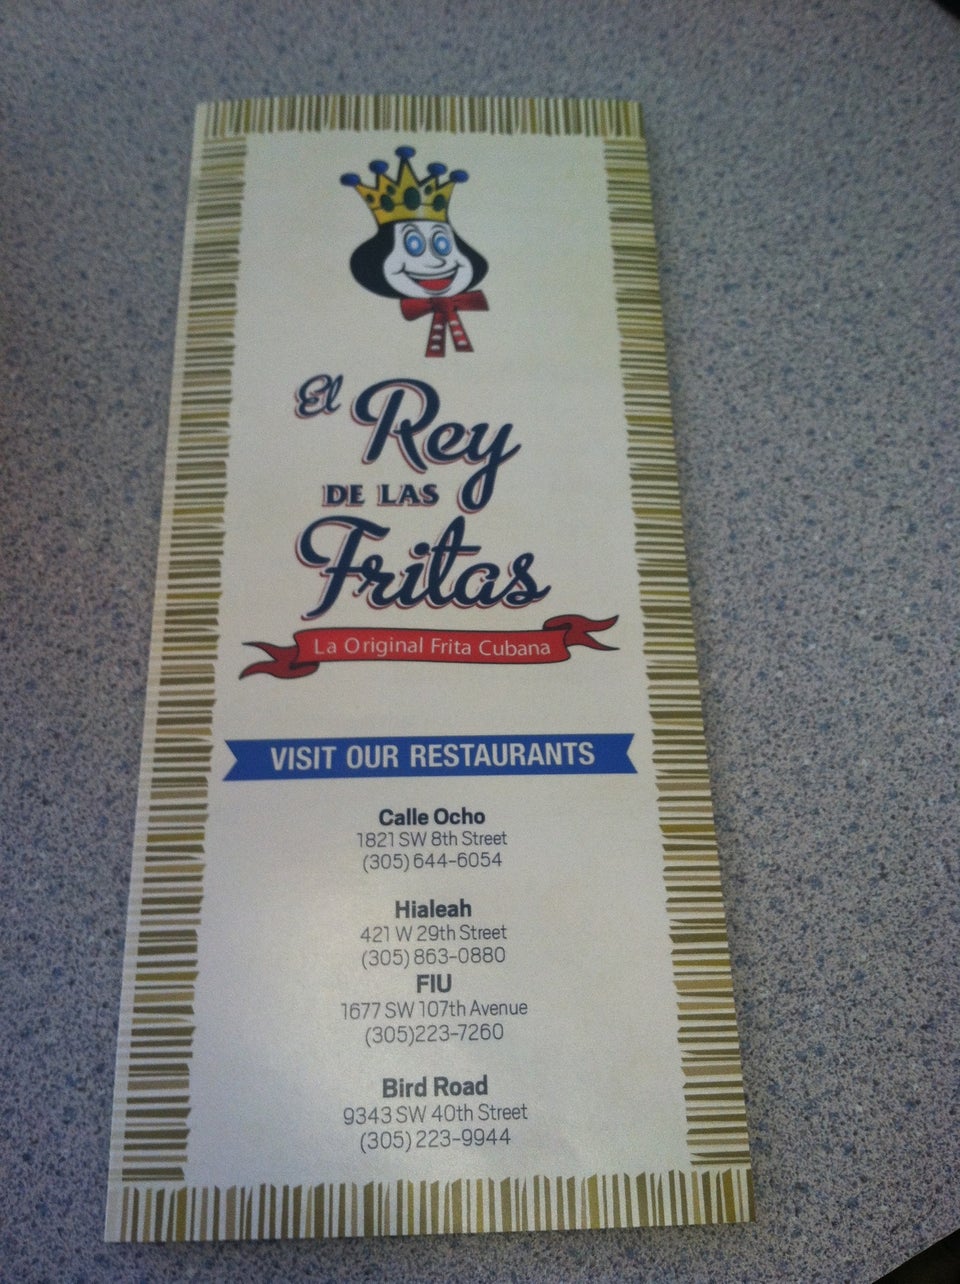 El Rey
DE LAS
Fritas
La Original Frita Cubana
VISIT OUR RESTAURANTS
Calle Ocho
1821 SW 8th Street
(305) 644-6054
Hialeah
421 W 29th Street
(305) 863-0880
FIU
1677 SW 107th Avenue
(305)223-7260
Bird Road
9343 SW 40th Street
(305) 223-9944